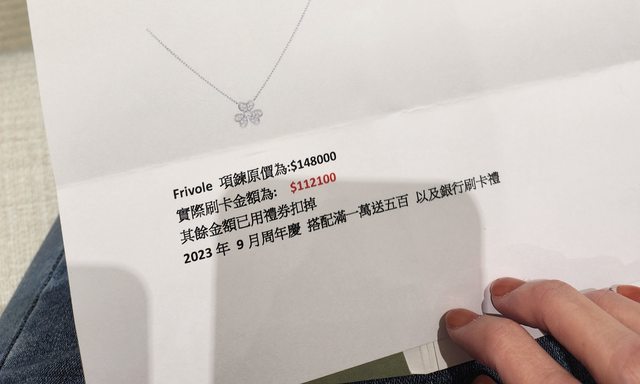 Frivole 項鍊原價為:$148000
實際刷卡金額為: $112100
其餘金額已用禮券扣掉
2023 年 9 月周年慶 搭配滿一萬送五百 以及銀行刷卡禮